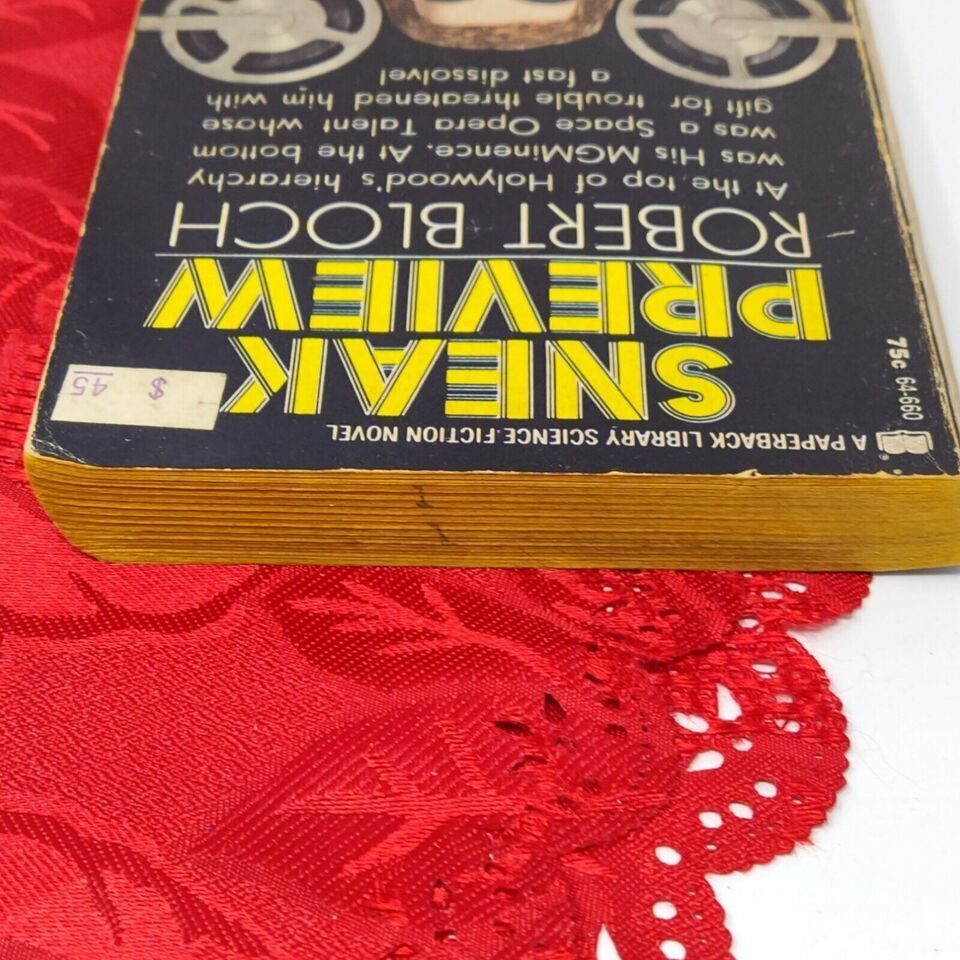 A PAPERBACK LIBRARY SCIENCE FICTION NOVEL
75c 64-660
SNEAK
PREVIEW
ROBERT BLOCH
At the top of Holywood's hierarchy
was His MGMinence. At the bottom
was a Space Opera Talent whose
gift for trouble threatened him with
a fast dissolve!
$ 45